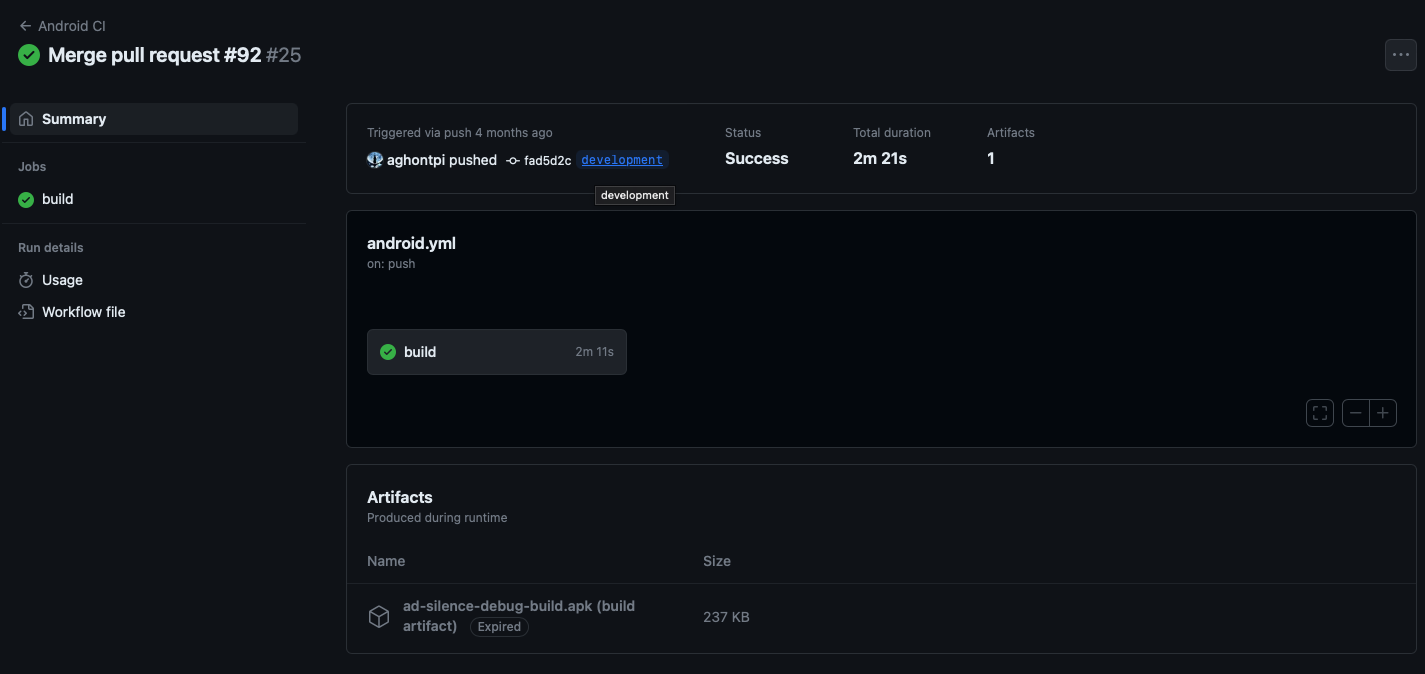 Android CI
Merge pull request #92 #25
Summary
Jobs
build
Run details
Usage
Workflow file
Triggered via push 4 months ago
aghontpi pushed fad5d2c development
Status
Success
Total duration
2m 21s
Artifacts
1
development
android.yml
on: push
build 2m 11s
Artifacts
Produced during runtime
Name Size
ad-silence-debug-build.apk (build
artifact) Expired
237 KB